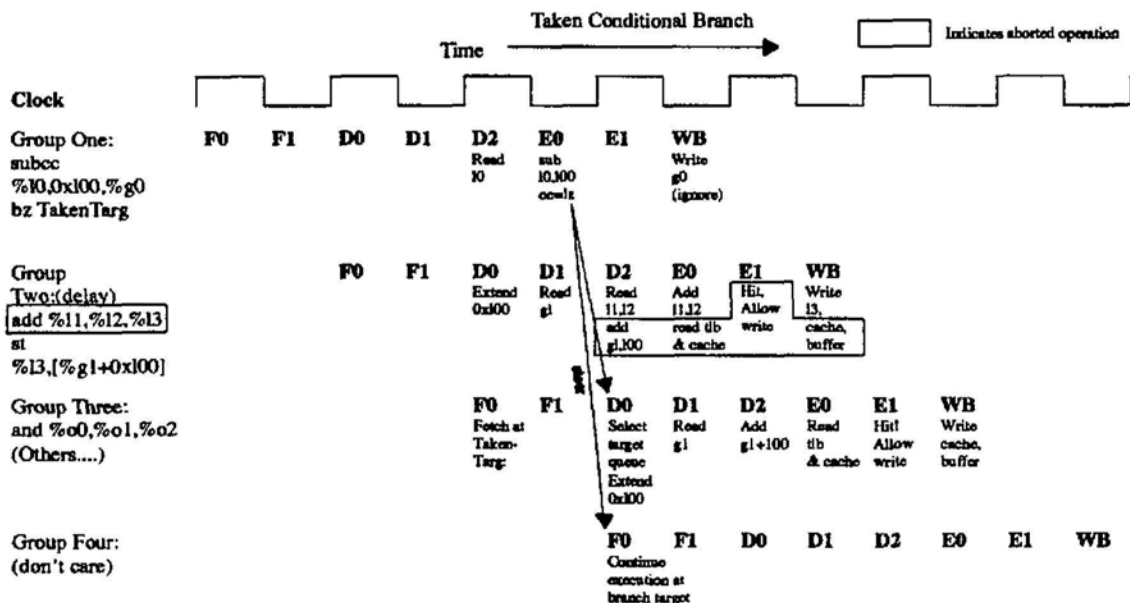 Taken Conditional Branch
Time
Indicates aborted operation
Clock
Group One:
subcc
%l0,0x100,%g0
bz TakenTarg
F0 F1 D0 D1 D2 E0 E1 WB
Read
l0
sub
l0,100
Write
g0
(ignore)
Group
Two:(delay)
add %l1,%l2,%l3
st
%l3,[%g1+0x100]
F0 F1 D0 D1 D2 E0 E1 WB
Extend
0x100
Read
g1
Read
l1,l2
add
g1,100
Add
l1,l2
read tlb
& cache
Hit,
Allow
write
Write
l3,
cache,
buffer
Group Three:
and %o0,%o1,%o2
(Others....)
F0 F1 D0 D1 D2 E0 E1 WB
Fetch at
Taken-
Targ:
Select
target
queue
Extend
0x100
Read
g1
Add
g1+100
Read
tlb
& cache
Hit!
Allow
write
Write
cache,
buffer
Group Four:
(don't care)
F0 F1 D0 D1 D2 E0 E1 WB
Continue
execution at
branch target